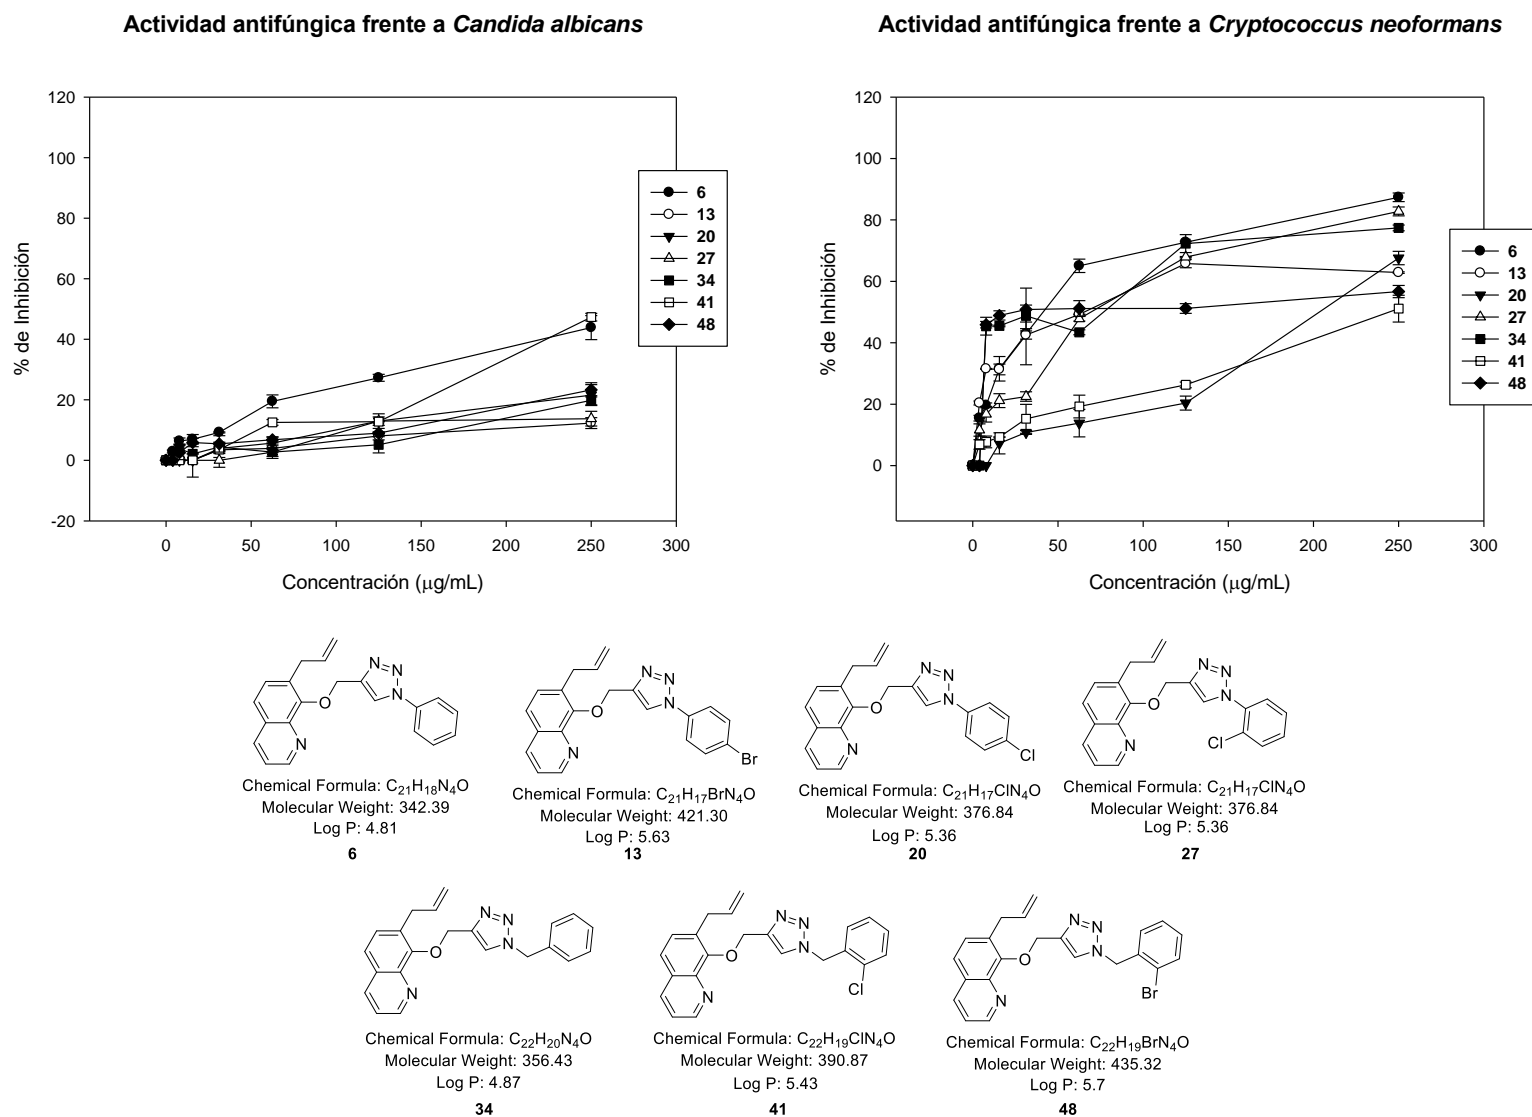 Actividad antifúngica frente a Candida albicans
Actividad antifúngica frente a Cryptococcus neoformans
120
100
80
60
40
20
0
-20
% de Inhibición
0
50
100
150
200
250
300
Concentración (μg/mL)
6
13
20
27
34
41
48
120
100
80
60
40
20
0
% de Inhibición
0
50
100
150
200
250
300
Concentración (μg/mL)
6
13
20
27
34
41
48
N
O
N
N
N
Chemical Formula: C₂₁H₁₈N₄O
Molecular Weight: 342.39
Log P: 4.81
6
N
O
N
N
N
Br
Chemical Formula: C₂₁H₁₇BrN₄O
Molecular Weight: 421.30
Log P: 5.63
13
N
O
N
N
N
Cl
Chemical Formula: C₂₁H₁₇ClN₄O
Molecular Weight: 376.84
Log P: 5.36
20
N
O
N
N
N
Cl
Chemical Formula: C₂₁H₁₇ClN₄O
Molecular Weight: 376.84
Log P: 5.36
27
N
O
N
N
N
Chemical Formula: C₂₂H₂₀N₄O
Molecular Weight: 356.43
Log P: 4.87
34
N
O
N
N
N
Cl
Chemical Formula: C₂₂H₁₉ClN₄O
Molecular Weight: 390.87
Log P: 5.43
41
N
O
N
N
N
Br
Chemical Formula: C₂₂H₁₉BrN₄O
Molecular Weight: 435.32
Log P: 5.7
48